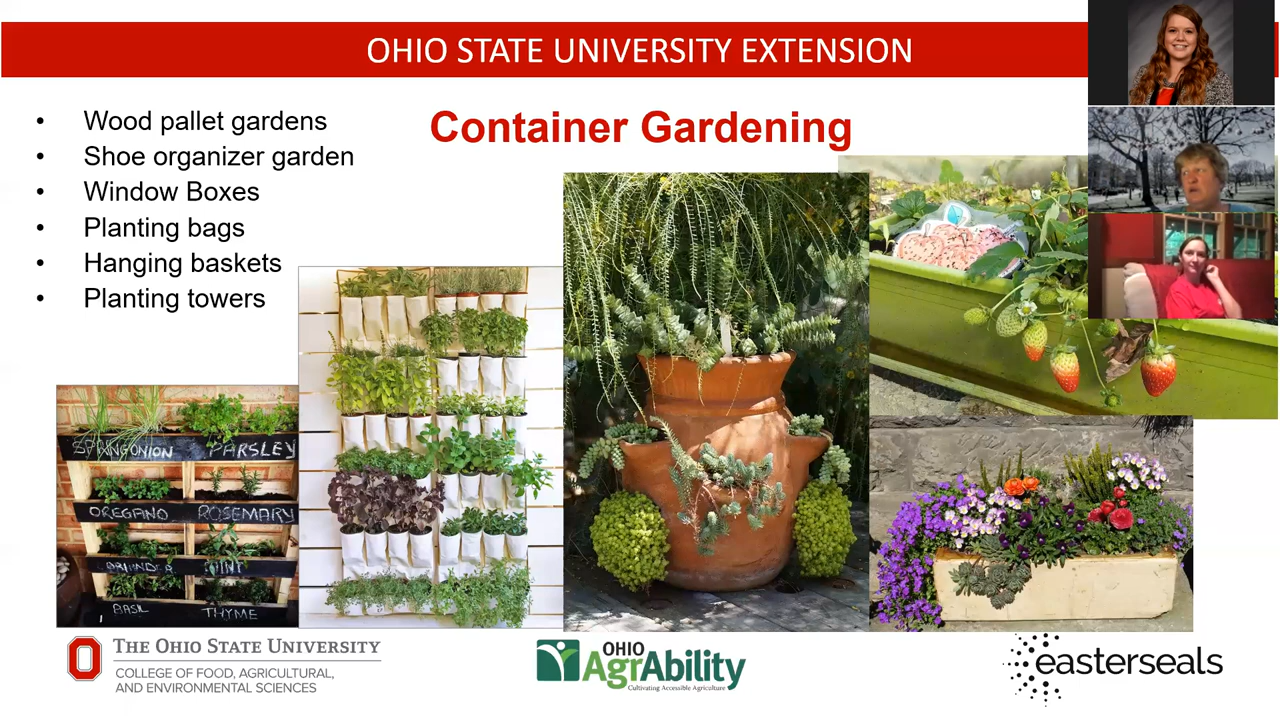 OHIO STATE UNIVERSITY EXTENSION
Container Gardening
• Wood pallet gardens
• Shoe organizer garden
• Window Boxes
• Planting bags
• Hanging baskets
• Planting towers
PARSLEY
OREGANO ROSEMARY
MINT
BASIL THYME
THE OHIO STATE UNIVERSITY
COLLEGE OF FOOD, AGRICULTURAL,
AND ENVIRONMENTAL SCIENCES
OHIO
AgrAbility
Cultivating Accessible Agriculture
easterseals